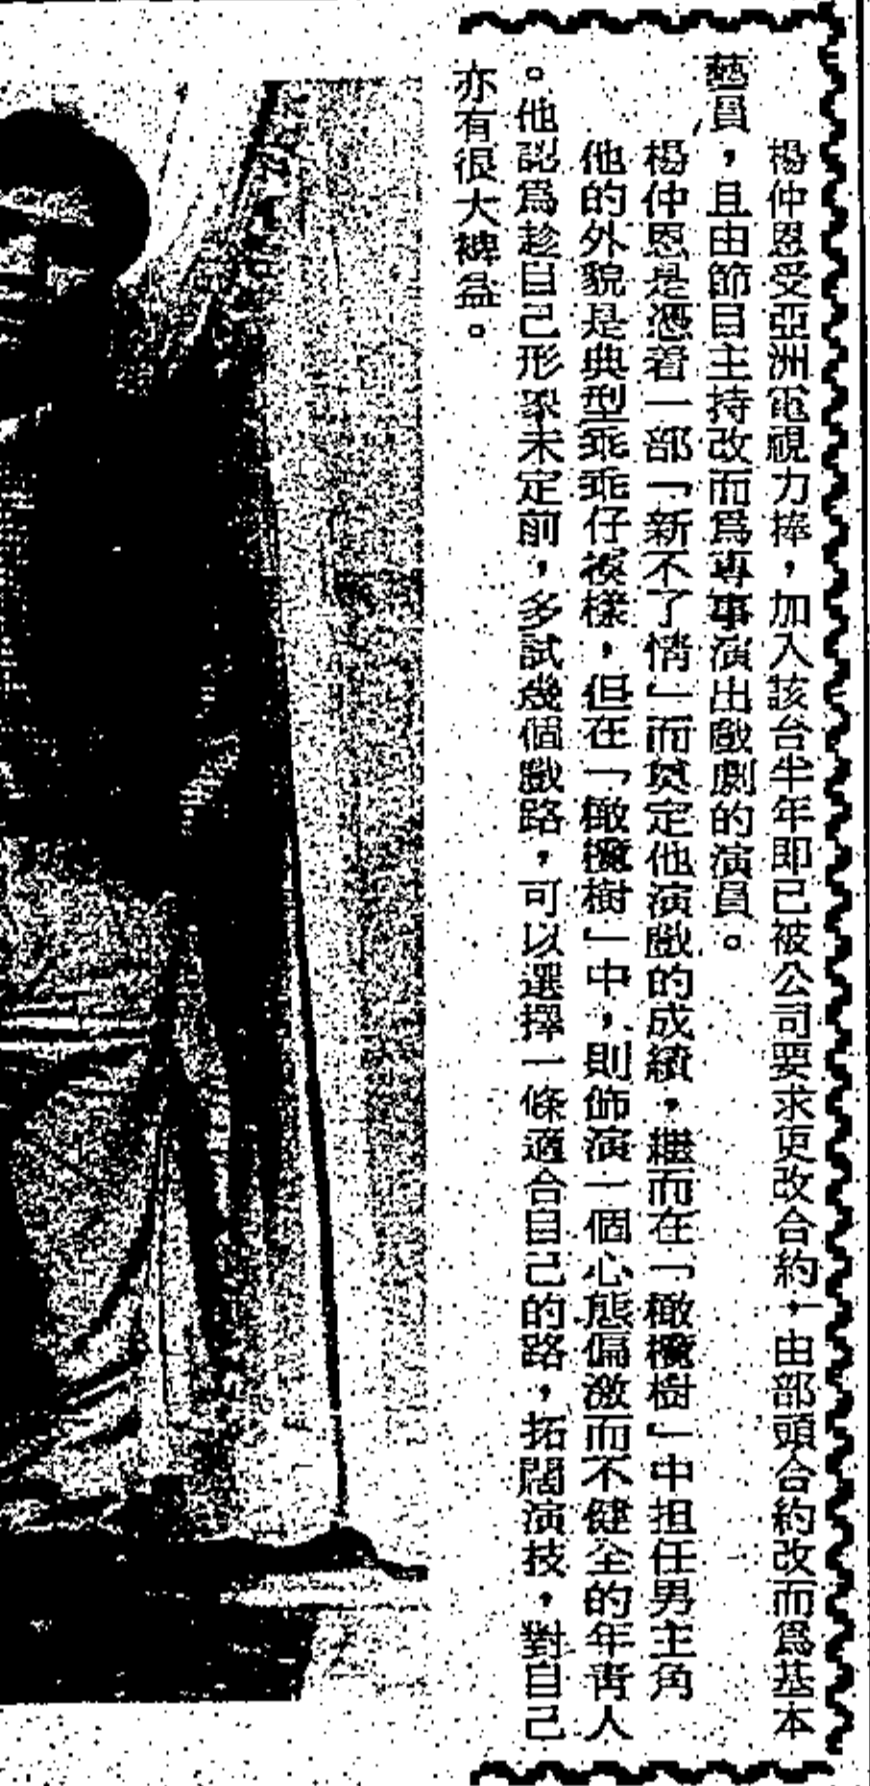 楊仲恩受亞洲電視力捧，加入該台半年即已被公司要求更改合約，由部頭合約改而爲基本
藝員，且由節目主持改而爲專事演出戲劇的演員。
楊仲恩是憑着一部「新不了情」而奠定他演戲的成績，繼而在「橄欖樹」中担任男主角
他的外貌是典型乖乖仔模樣，但在「橄欖樹」中，則飾演一個心態偏激而不健全的年青人
。他認爲趁自己形象未定前，多試幾個戲路，可以選擇一條適合自己的路，拓闊演技，對自己
亦有很大裨益。